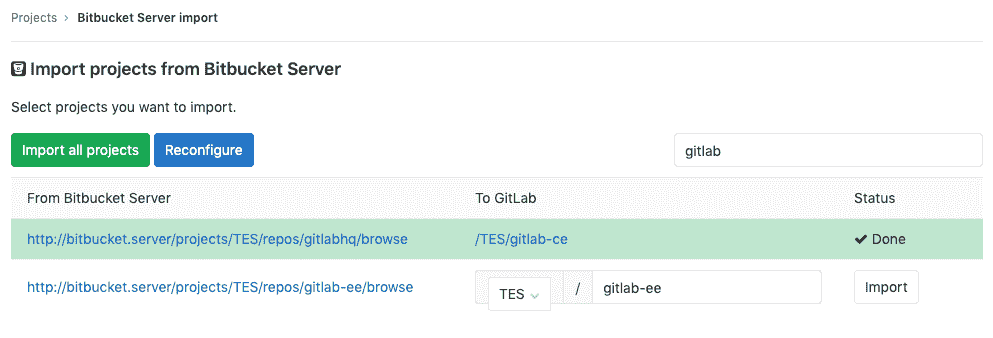 Projects › Bitbucket Server import
Import projects from Bitbucket Server
Select projects you want to import.
Import all projects Reconfigure gitlab
From Bitbucket Server To GitLab Status
http://bitbucket.server/projects/TES/repos/gitlabhq/browse /TES/gitlab-ce ✔ Done
http://bitbucket.server/projects/TES/repos/gitlab-ee/browse TES / gitlab-ee Import